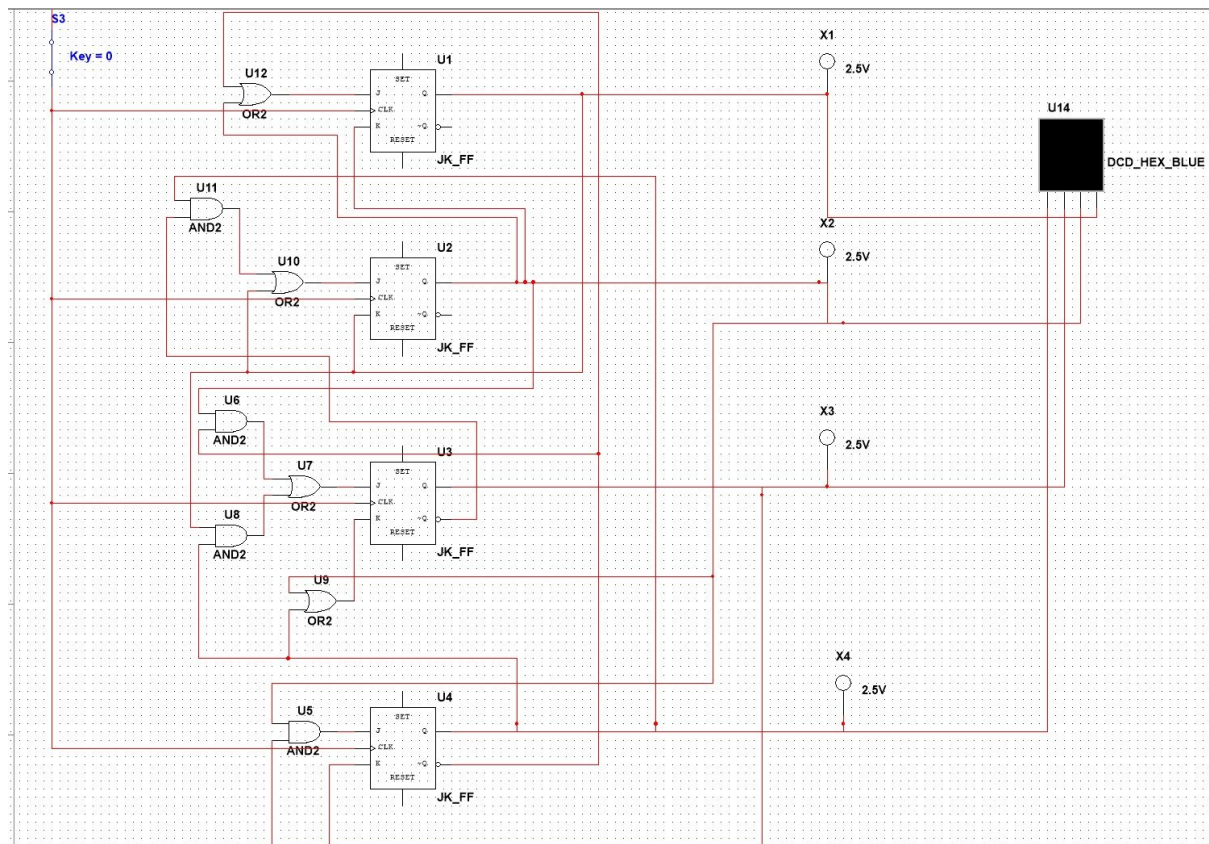 S3
Key = 0
U12
OR2
U1
SET
J
Q
CLK
K
~Q
RESET
JK_FF
X1
2.5V
U14
DCD_HEX_BLUE
U11
AND2
U10
OR2
U2
SET
J
Q
CLK
K
~Q
RESET
JK_FF
X2
2.5V
U6
AND2
U7
OR2
U8
AND2
U3
SET
J
Q
CLK
K
~Q
RESET
JK_FF
X3
2.5V
U9
OR2
U5
AND2
U4
SET
J
Q
CLK
K
~Q
RESET
JK_FF
X4
2.5V